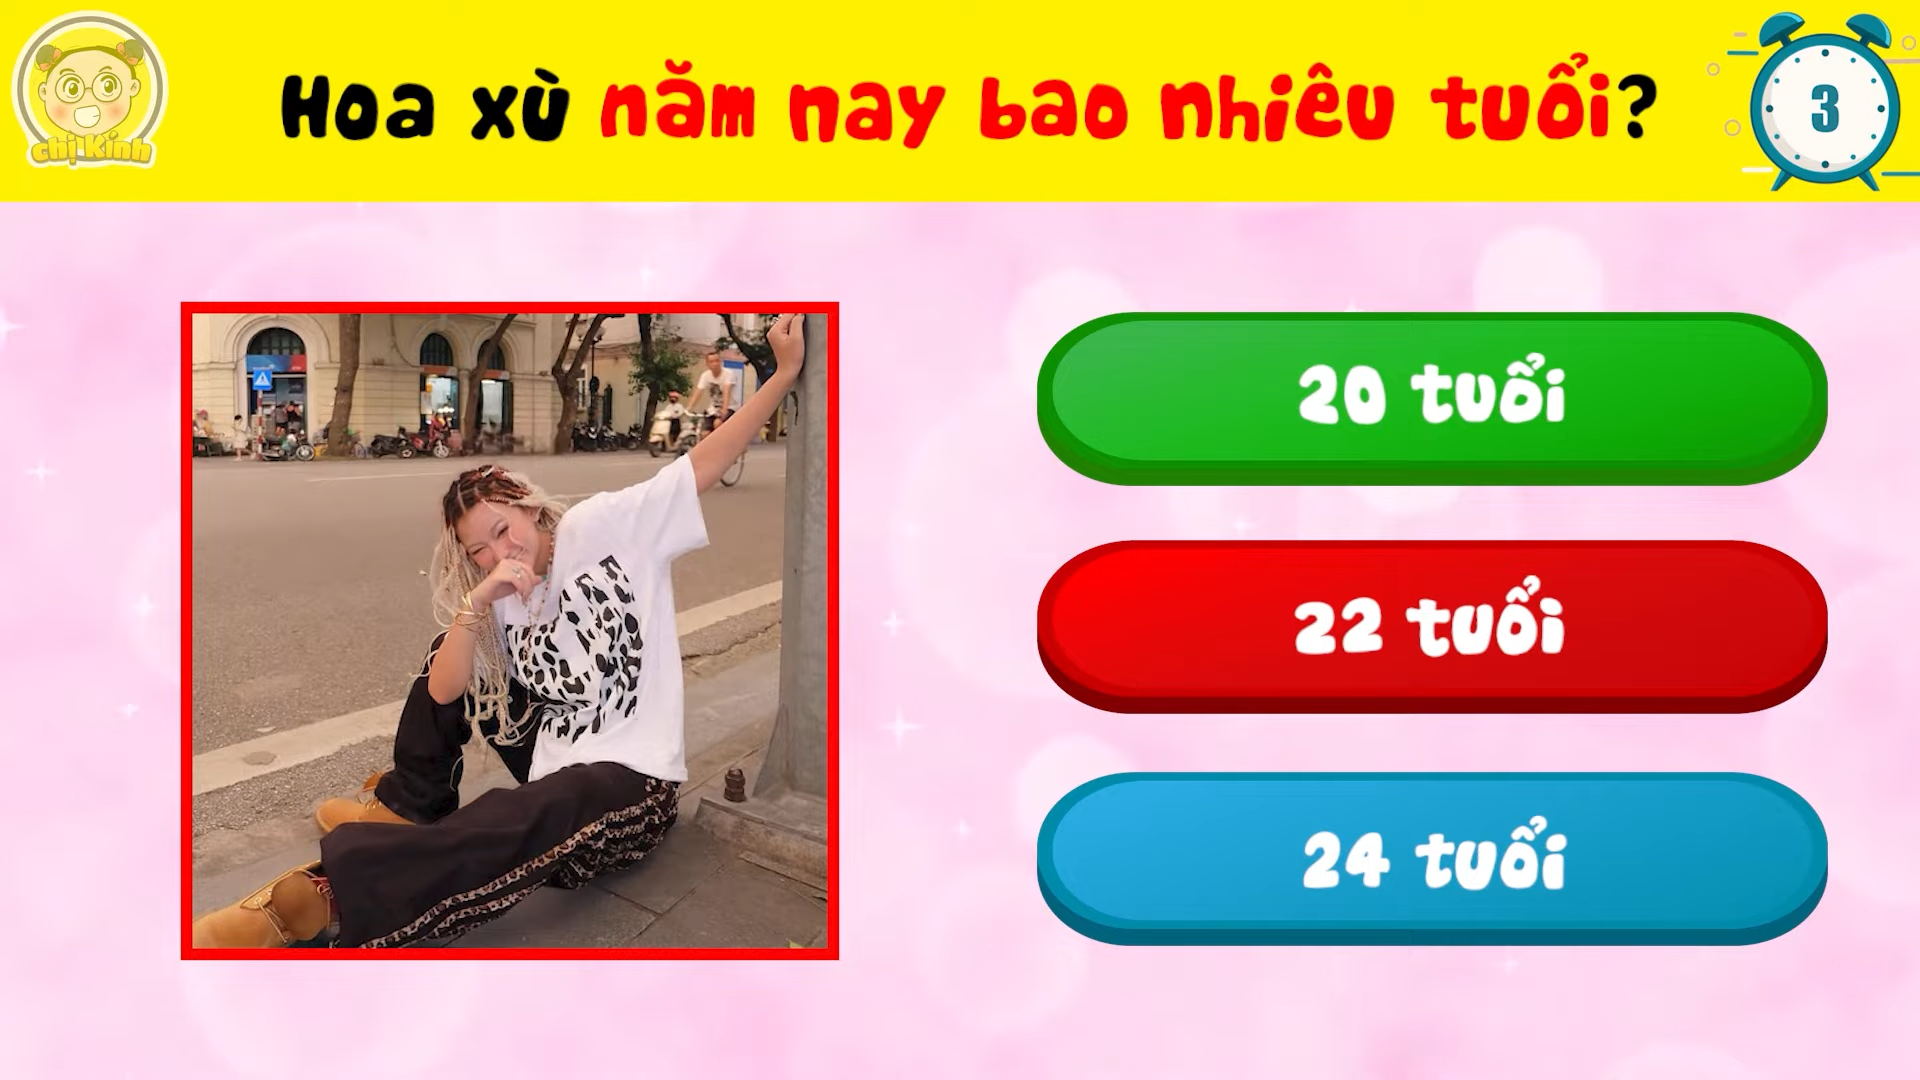 Hoa xù năm nay bao nhiêu tuổi?
3
chị Kính
20 tuổi
22 tuổi
24 tuổi